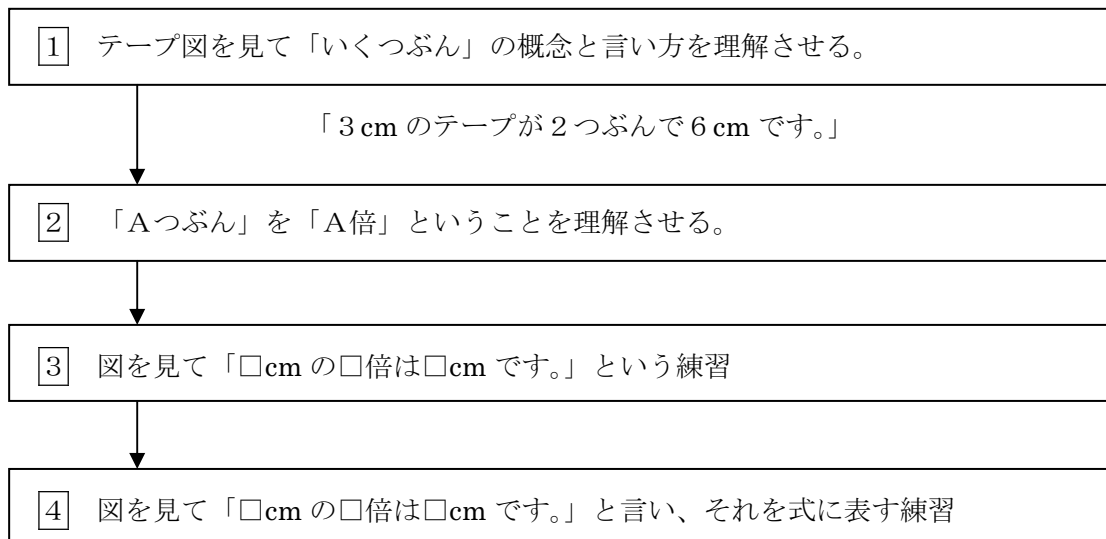 1 テープ図を見て「いくつぶん」の概念と言い方を理解させる。
「3cm のテープが2つぶんで6cm です。」
2 「Aつぶん」を「A倍」ということを理解させる。
3 図を見て「□cm の□倍は□cm です。」という練習
4 図を見て「□cm の□倍は□cm です。」と言い、それを式に表す練習